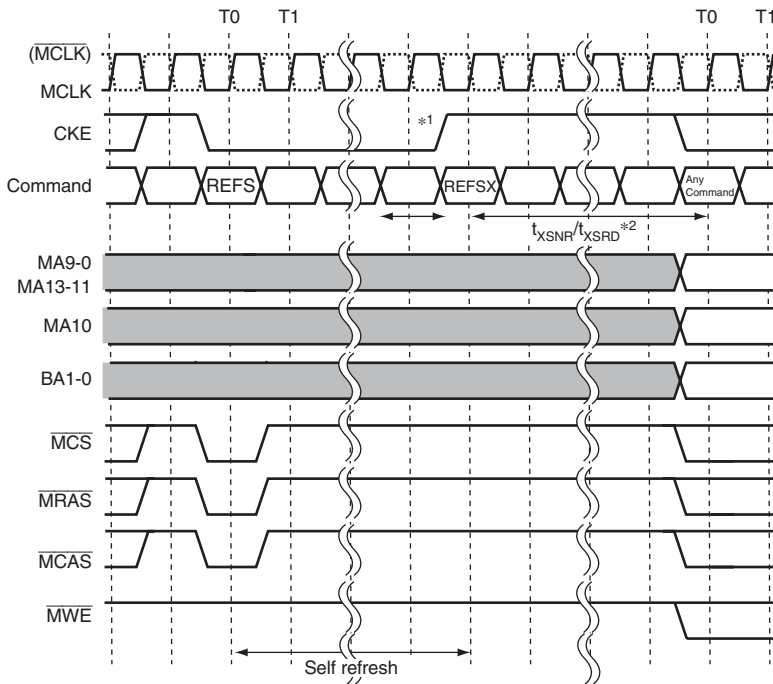 T0 T1 T0 T1
(MCLK)
MCLK
CKE
*1
Command
REFS
REFSX
Any
Command
tXSNR/tXSRD*2
MA9-0
MA13-11
MA10
BA1-0
MCS
MRAS
MCAS
MWE
Self refresh